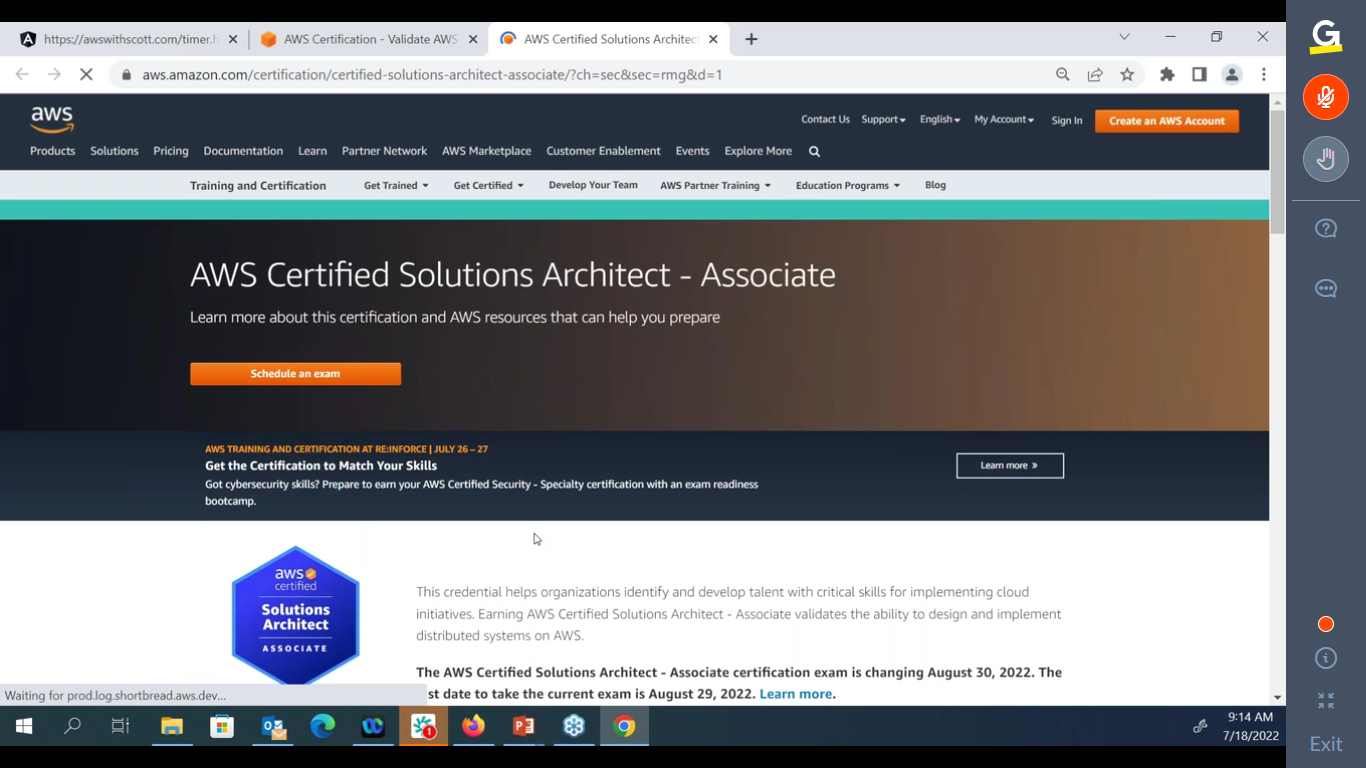 https://awswithscott.com/timer.h
AWS Certification - Validate AWS
AWS Certified Solutions Architect
aws.amazon.com/certification/certified-solutions-architect-associate/?ch=sec&sec=rmg&d=1
aws
Contact Us Support English My Account Sign In Create an AWS Account
Products Solutions Pricing Documentation Learn Partner Network AWS Marketplace Customer Enablement Events Explore More
Training and Certification Get Trained Get Certified Develop Your Team AWS Partner Training Education Programs Blog
AWS Certified Solutions Architect - Associate
Learn more about this certification and AWS resources that can help you prepare
Schedule an exam
AWS TRAINING AND CERTIFICATION AT RE:INFORCE | JULY 26 – 27
Get the Certification to Match Your Skills
Got cybersecurity skills? Prepare to earn your AWS Certified Security - Specialty certification with an exam readiness
bootcamp.
Learn more »
aws
certified
Solutions
Architect
ASSOCIATE
This credential helps organizations identify and develop talent with critical skills for implementing cloud
initiatives. Earning AWS Certified Solutions Architect - Associate validates the ability to design and implement
distributed systems on AWS.
The AWS Certified Solutions Architect - Associate certification exam is changing August 30, 2022. The
st date to take the current exam is August 29, 2022. Learn more.
Waiting for prod.log.shortbread.aws.dev...
1
9:14 AM
7/18/2022
G
Exit